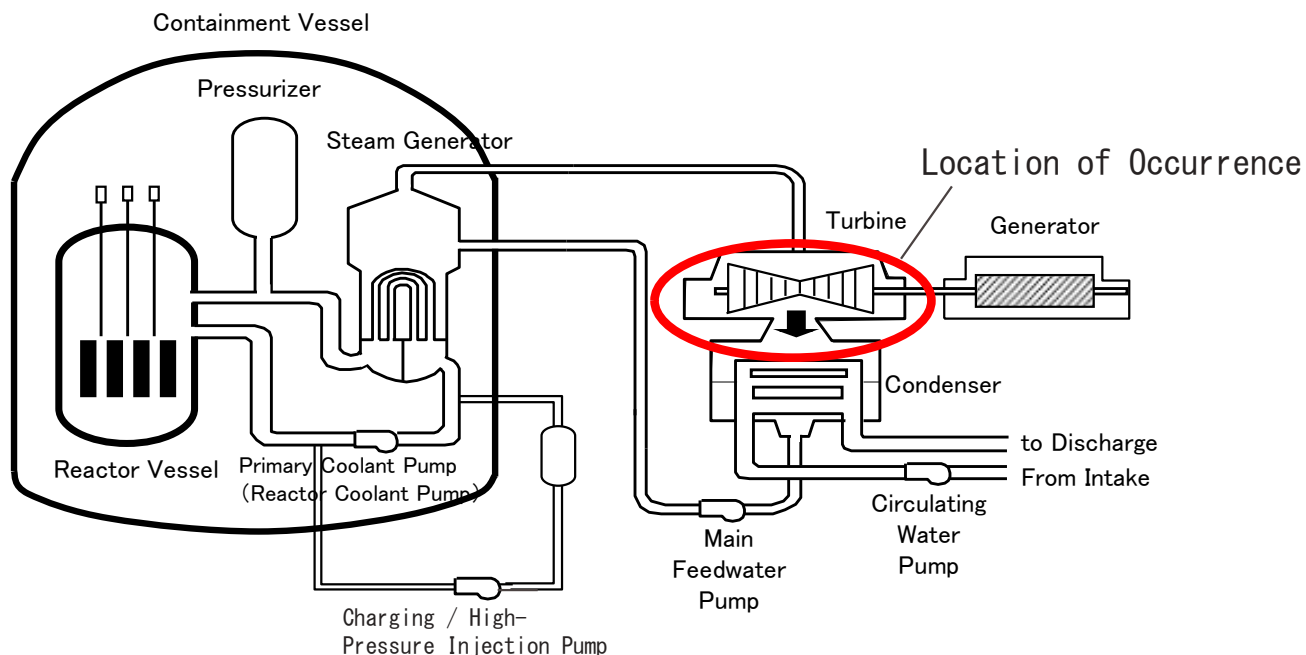 Containment Vessel
Pressurizer
Steam Generator
Location of Occurrence
Turbine
Generator
Condenser
to Discharge
From Intake
Reactor Vessel
Primary Coolant Pump
（Reactor Coolant Pump）
Circulating
Water
Pump
Main
Feedwater
Pump
Charging / High-
Pressure Injection Pump